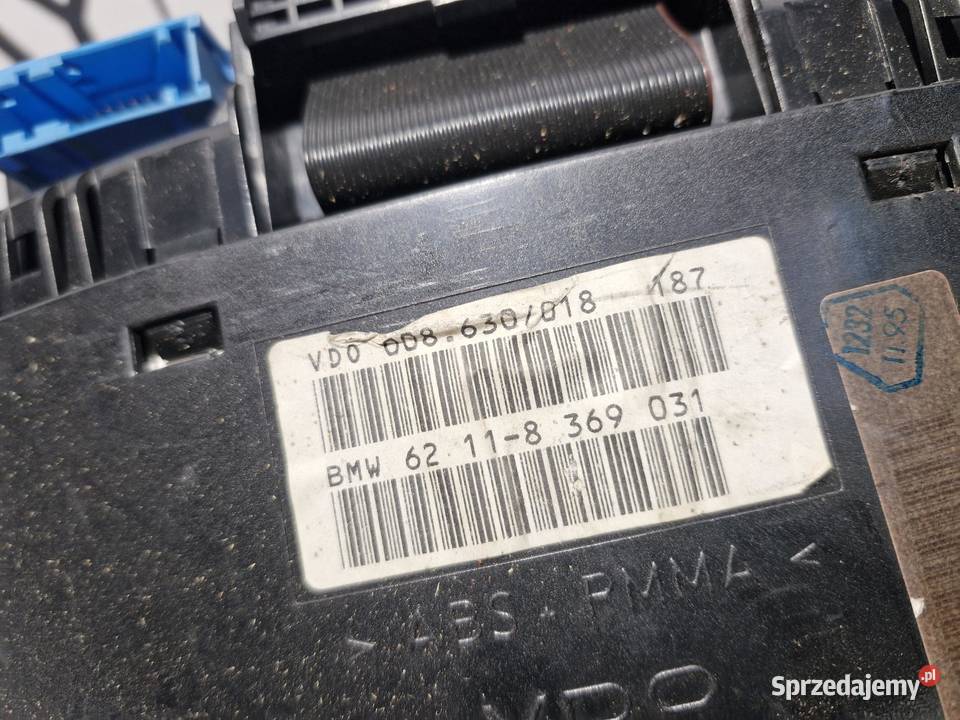 VDO 008.630/018 187
BMW 62 11-8 369 031
1232
11.95
> ABS + PMMA <
VDO
Sprzedajemy.pl